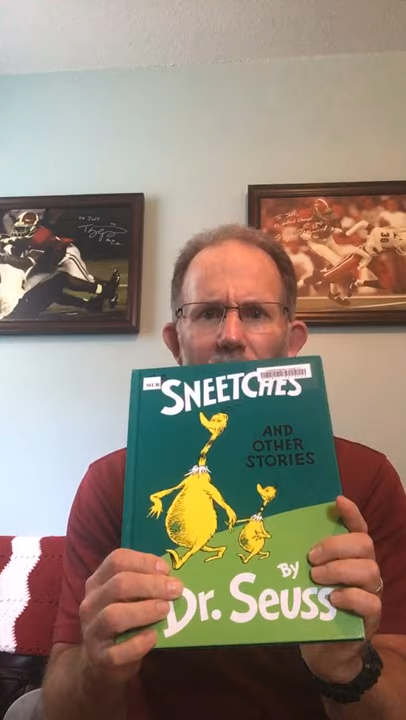 SNEETCHES
AND
OTHER
STORIES
By
Dr. Seuss